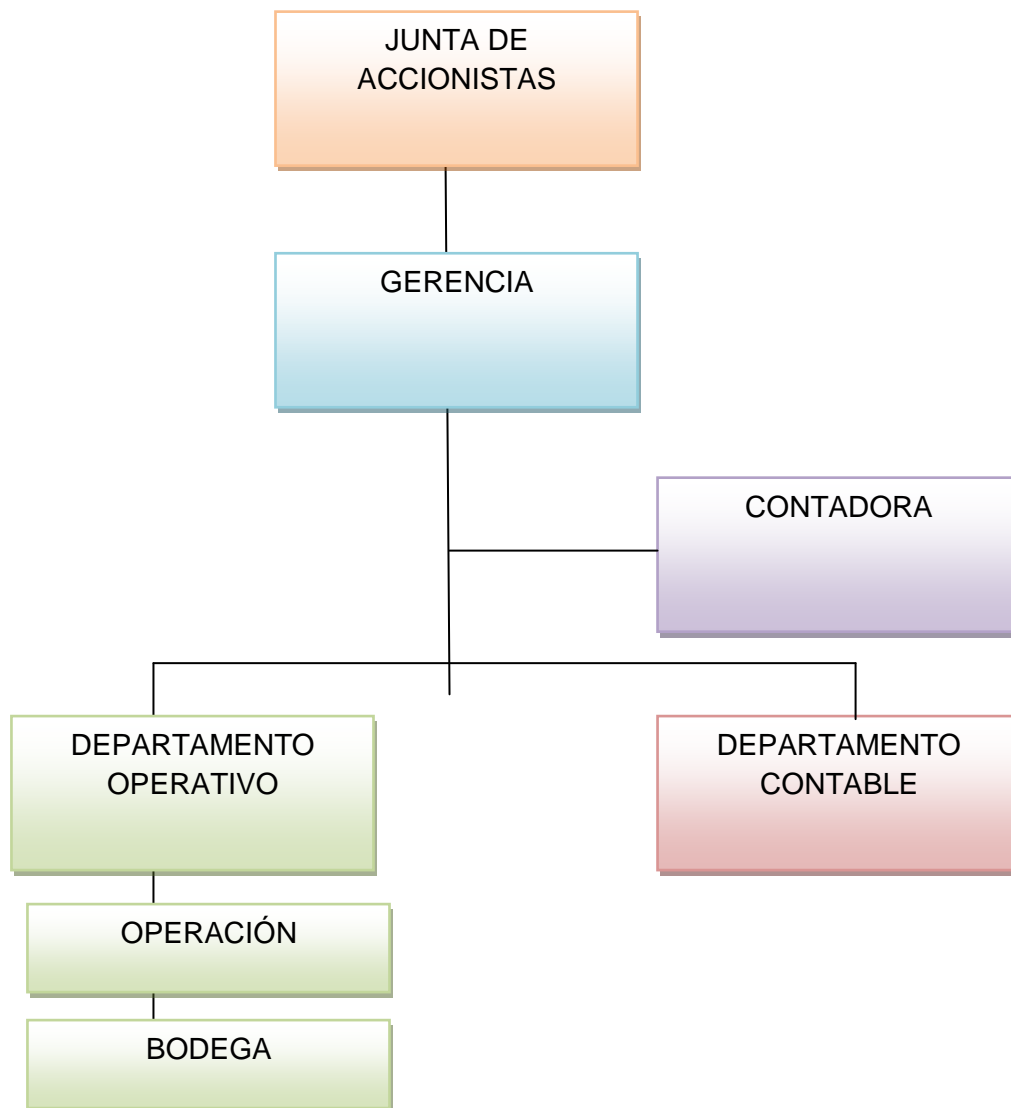 JUNTA DE
ACCIONISTAS
GERENCIA
CONTADORA
DEPARTAMENTO
OPERATIVO
DEPARTAMENTO
CONTABLE
OPERACIÓN
BODEGA